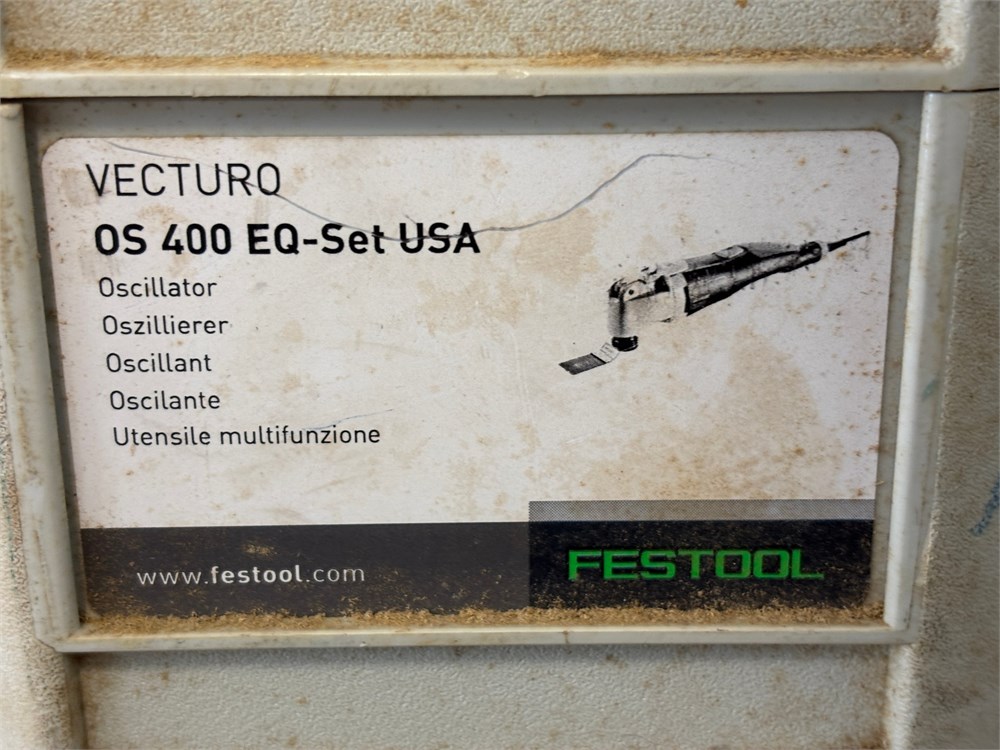 VECTURO
OS 400 EQ-Set USA
Oscillator
Oszillierer
Oscillant
Oscilante
Utensile multifunzione
www.festool.com
FESTOOL